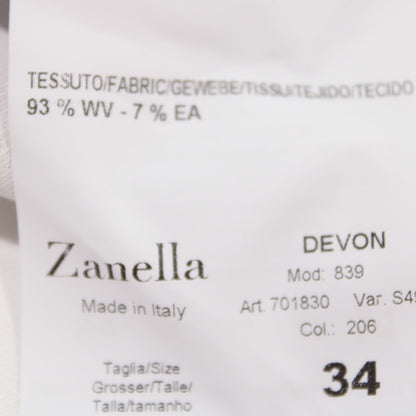 TESSUTO/FABRIC/GEWEBE/TISSU/TEJIDO/TECIDO
93 % WV - 7 % EA
Zanella
Made in Italy
DEVON
Mod: 839
Art. 701830 Var.
Col.: 206
Taglia/Size
Grosser/Talle/
Talla/tamanho
34